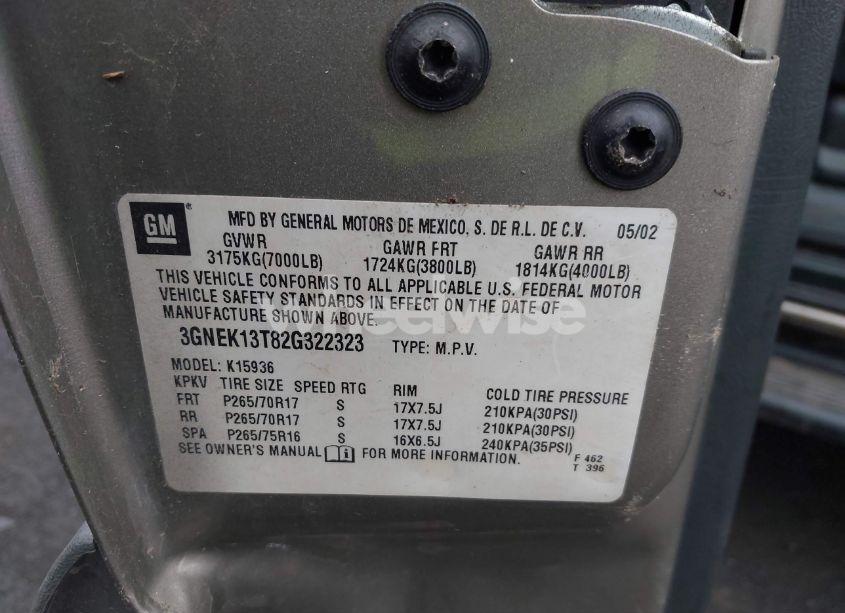 GM ®
MFD BY GENERAL MOTORS DE MEXICO, S. DE R.L. DE C.V. 05/02
GVWR GAWR FRT GAWR RR
3175KG(7000LB) 1724KG(3800LB) 1814KG(4000LB)
THIS VEHICLE CONFORMS TO ALL APPLICABLE U.S. FEDERAL MOTOR
VEHICLE SAFETY STANDARDS IN EFFECT ON THE DATE OF
MANUFACTURE SHOWN ABOVE.
wheelwise
3GNEK13T82G322323 TYPE: M.P.V.
MODEL: K15936
KPKV TIRE SIZE SPEED RTG RIM COLD TIRE PRESSURE
FRT P265/70R17 S 17X7.5J 210KPA(30PSI)
RR P265/70R17 S 17X7.5J 210KPA(30PSI)
SPA P265/75R16 S 16X6.5J 240KPA(35PSI)
SEE OWNER'S MANUAL FOR MORE INFORMATION.
F 462
T 396